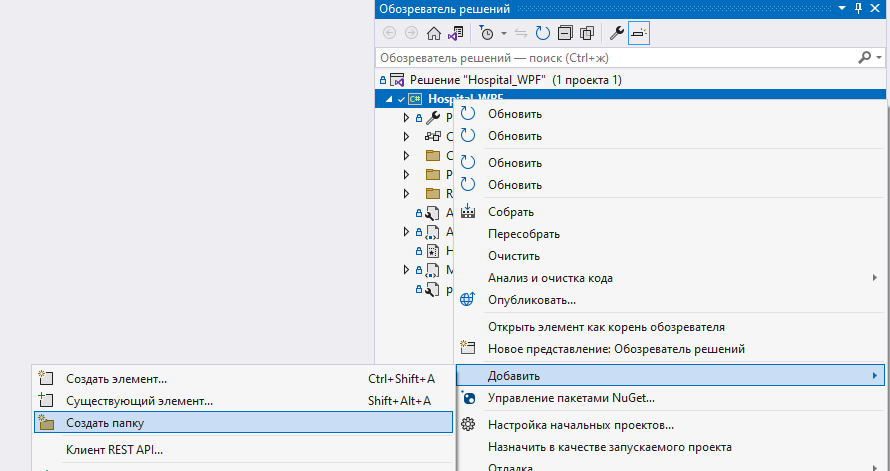 Обозреватель решений
Обозреватель решений — поиск (Ctrl+ж)
Решение "Hospital_WPF" (1 проекта 1)
Hospital_WPF
Обновить
Обновить
Обновить
Обновить
Собрать
Пересобрать
Очистить
Анализ и очистка кода
Опубликовать...
Открыть элемент как корень обозревателя
Новое представление: Обозреватель решений
Добавить
Управление пакетами NuGet...
Настройка начальных проектов...
Назначить в качестве запускаемого проекта
Отладка
Создать элемент... Ctrl+Shift+A
Существующий элемент... Shift+Alt+A
Создать папку
Клиент REST API...